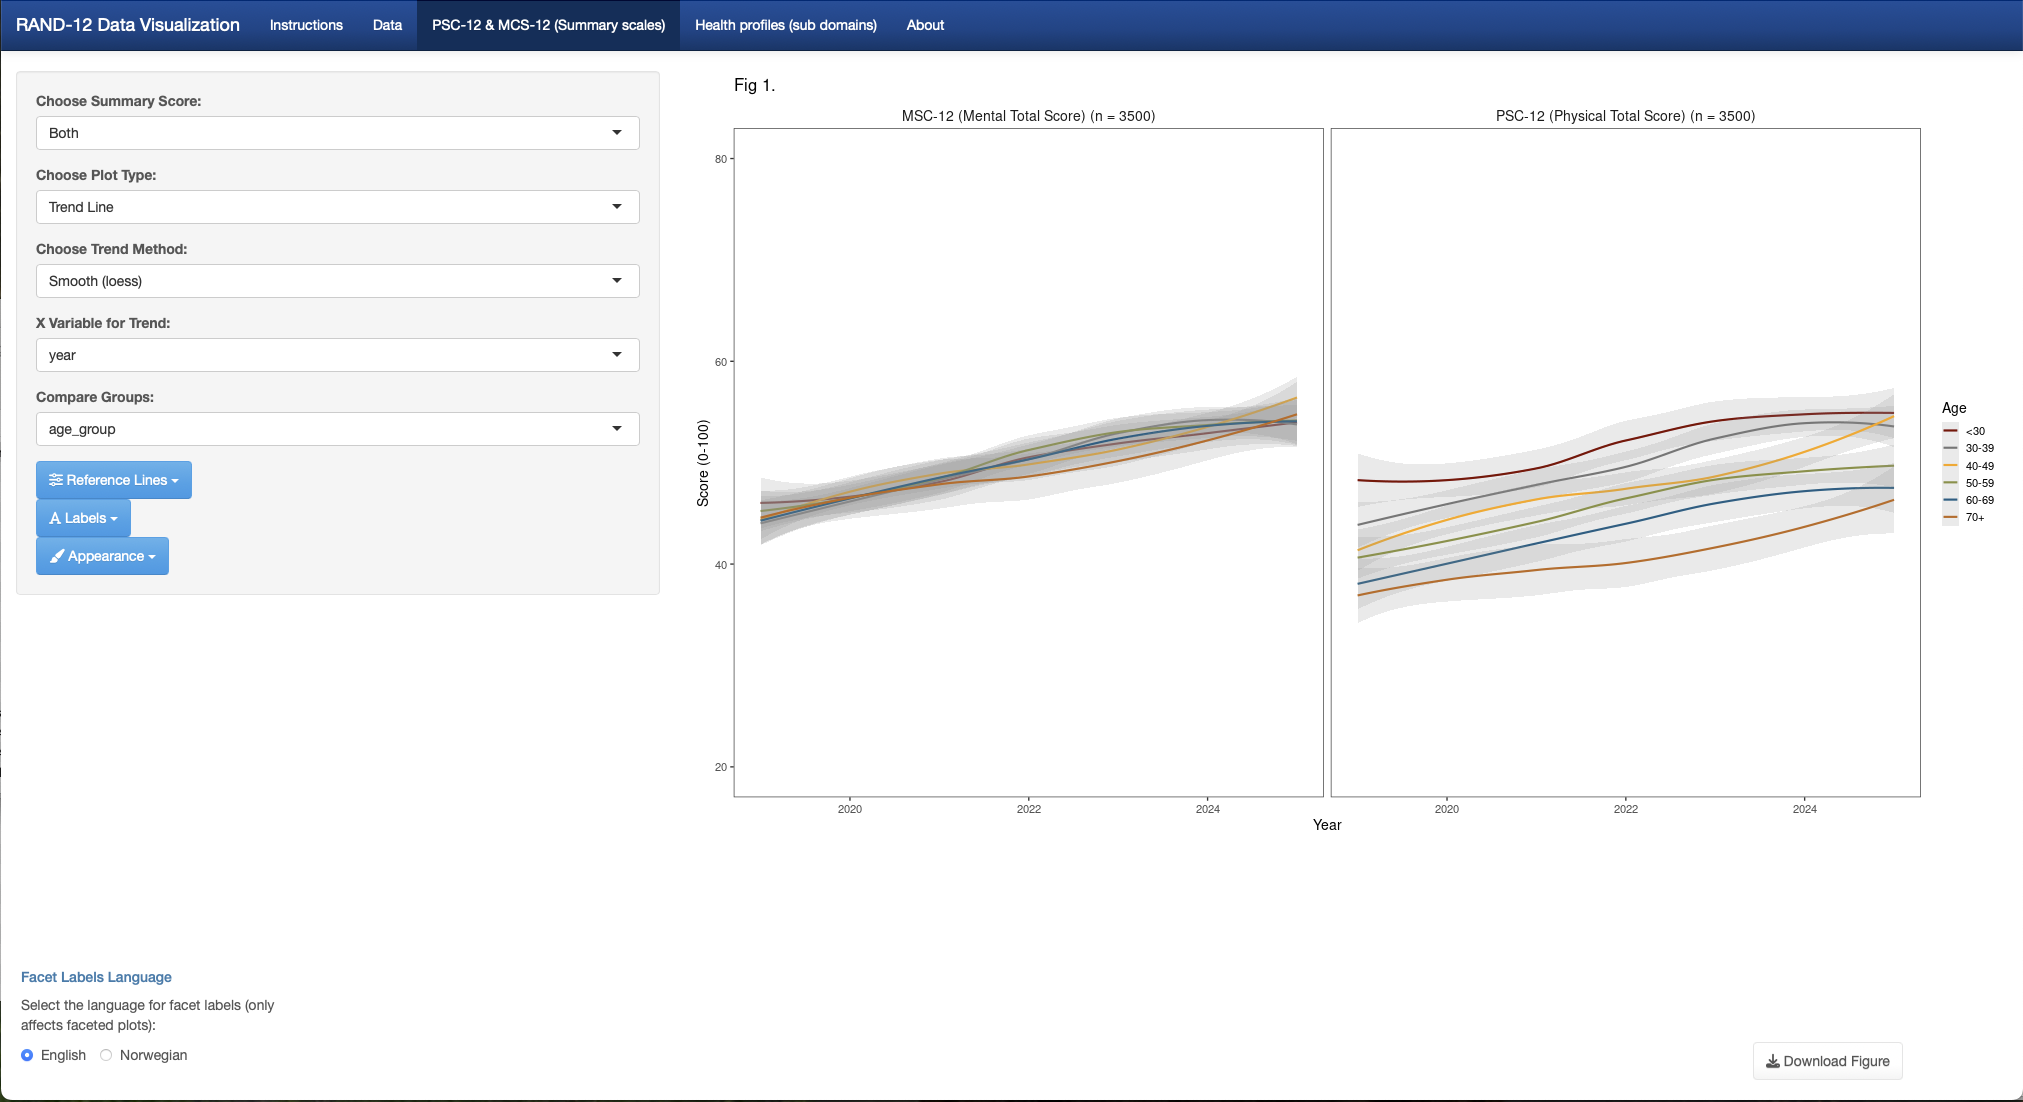 RAND-12 Data Visualization
Instructions
Data
PSC-12 & MCS-12 (Summary scales)
Health profiles (sub domains)
About
Choose Summary Score:
Both
Choose Plot Type:
Trend Line
Choose Trend Method:
Smooth (loess)
X Variable for Trend:
year
Compare Groups:
age_group
Reference Lines
A Labels
Appearance
Fig 1.
MSC-12 (Mental Total Score) (n = 3500)
PSC-12 (Physical Total Score) (n = 3500)
80
60
40
20
Score (0-100)
2020
2022
2024
2020
2022
2024
Year
Age
<30
30-39
40-49
50-59
60-69
70+
Facet Labels Language
Select the language for facet labels (only
affects faceted plots):
English
Norwegian
Download Figure